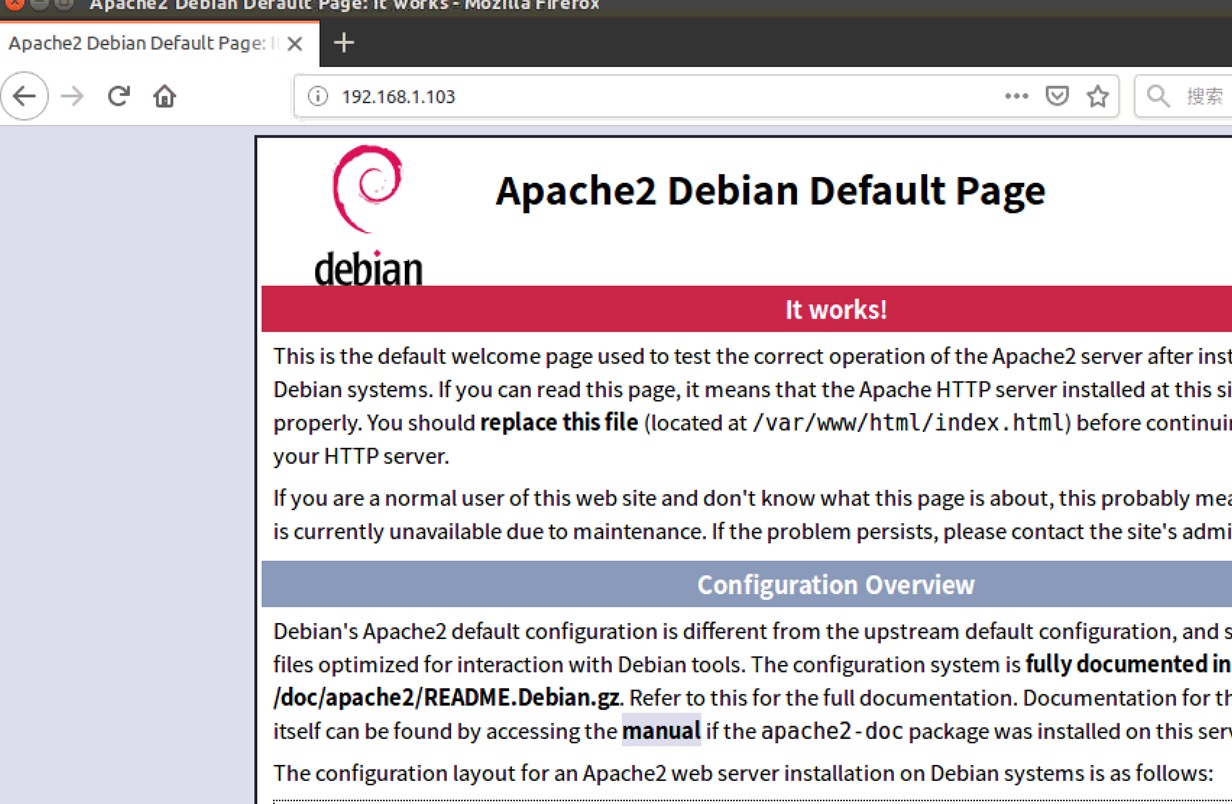 Apache2 Debian Default Page: It works - Mozilla Firefox
Apache2 Debian Default Page:
192.168.1.103
搜索
debian
Apache2 Debian Default Page
It works!
This is the default welcome page used to test the correct operation of the Apache2 server after inst
Debian systems. If you can read this page, it means that the Apache HTTP server installed at this si
properly. You should replace this file (located at /var/www/html/index.html) before continuin
your HTTP server.
If you are a normal user of this web site and don't know what this page is about, this probably mea
is currently unavailable due to maintenance. If the problem persists, please contact the site's admi
Configuration Overview
Debian's Apache2 default configuration is different from the upstream default configuration, and s
files optimized for interaction with Debian tools. The configuration system is fully documented in
/doc/apache2/README.Debian.gz. Refer to this for the full documentation. Documentation for th
itself can be found by accessing the manual if the apache2-doc package was installed on this serv
The configuration layout for an Apache2 web server installation on Debian systems is as follows: